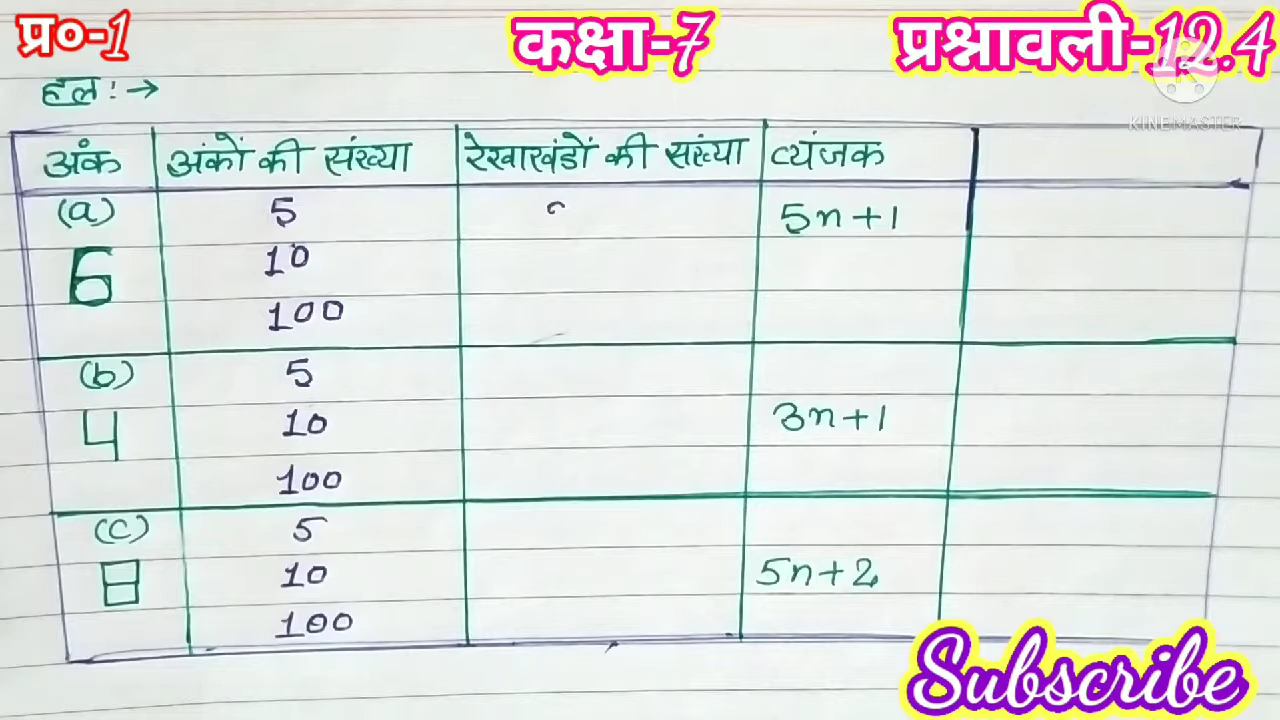 प्र०-1 कक्षा-7 प्रश्नावली-12.4
KINEMASTER
हल :→
अंक अंकों की संख्या रेखाखंडों की संख्या व्यंजक
(a) 5 5n+1
6 10
100
(b) 5
4 10 3n+1
100
(c) 5
8 10 5n+2
100
Subscribe